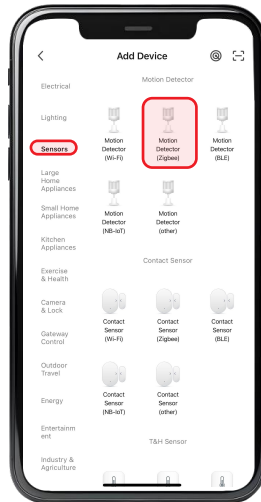 Add Device
Electrical
Lighting
Sensors
Large
Home
Appliances
Small Home
Appliances
Kitchen
Appliances
Exercise
& Health
Camera
& Lock
Gateway
Control
Outdoor
Travel
Energy
Entertainm
ent
Industry &
Agriculture
Motion Detector
Motion
Detector
(Wi-Fi)
Motion
Detector
(Zigbee)
Motion
Detector
(BLE)
Motion
Detector
(NB-IoT)
Motion
Detector
(other)
Contact Sensor
Contact
Sensor
(Wi-Fi)
Contact
Sensor
(Zigbee)
Contact
Sensor
(BLE)
Contact
Sensor
(NB-IoT)
Contact
Sensor
(other)
T&H Sensor